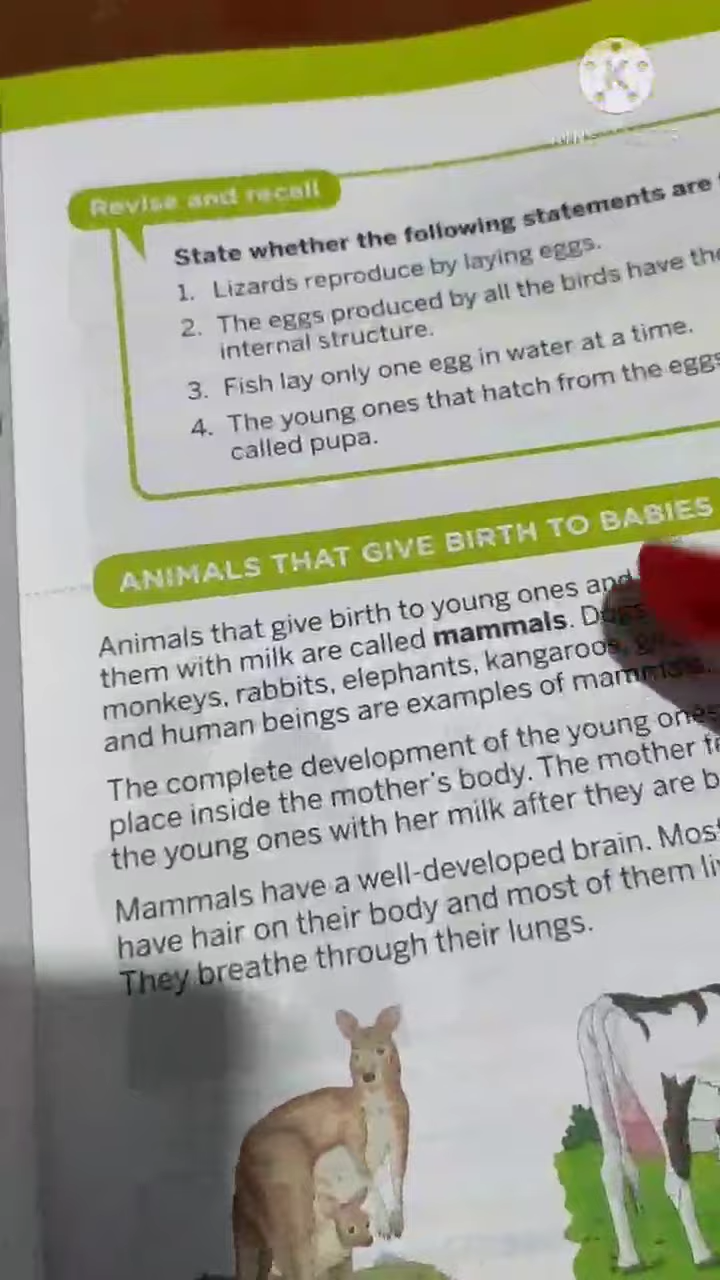 Revise and recall
State whether the following statements are
1. Lizards reproduce by laying eggs.
2. The eggs produced by all the birds have the
internal structure.
3. Fish lay only one egg in water at a time.
4. The young ones that hatch from the eggs
called pupa.
ANIMALS THAT GIVE BIRTH TO BABIES
Animals that give birth to young ones and
them with milk are called mammals. Dogs
monkeys, rabbits, elephants, kangaroos,
and human beings are examples of mammals.
The complete development of the young ones
place inside the mother's body. The mother
the young ones with her milk after they are b
Mammals have a well-developed brain. Most
have hair on their body and most of them li
They breathe through their lungs.